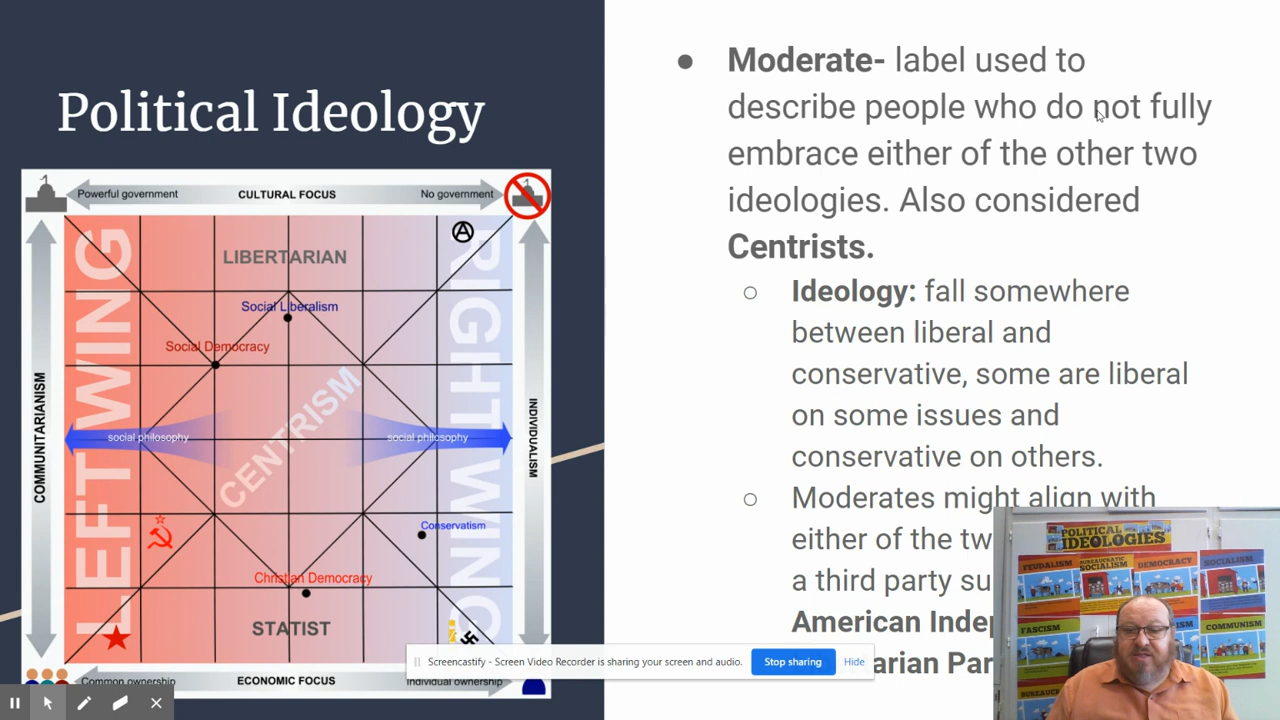 Political Ideology
Powerful government
CULTURAL FOCUS
No government
LEFT WING
RIGHT WING
LIBERTARIAN
Social Liberalism
Social Democracy
CENTRISM
COMMUNITARIANISM
INDIVIDUALISM
social philosophy
social philosophy
Conservatism
Christian Democracy
STATIST
Common ownership
ECONOMIC FOCUS
Individual ownership
● Moderate- label used to
describe people who do not fully
embrace either of the other two
ideologies. Also considered
Centrists.
○ Ideology: fall somewhere
between liberal and
conservative, some are liberal
on some issues and
conservative on others.
○ Moderates might align with
either of the tw
a third party su
American Indep
arian Par
Screencastify - Screen Video Recorder is sharing your screen and audio.
Stop sharing
Hide
POLITICAL
IDEOLOGIES
FEUDALISM
BUREAUCRATIC
SOCIALISM
DEMOCRACY
SOCIALISM
FASCISM
COMMUNISM